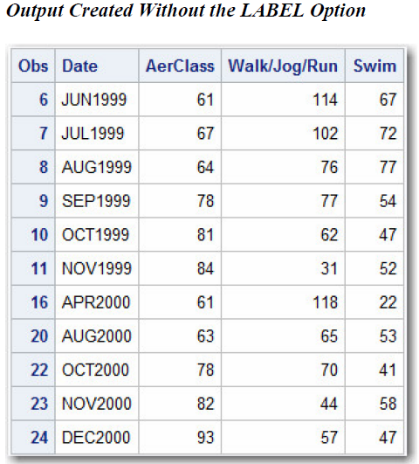 Output Created Without the LABEL Option
Obs Date AerClass Walk/Jog/Run Swim
6 JUN1999 61 114 67
7 JUL1999 67 102 72
8 AUG1999 64 76 77
9 SEP1999 78 77 54
10 OCT1999 81 62 47
11 NOV1999 84 31 52
16 APR2000 61 118 22
20 AUG2000 63 65 53
22 OCT2000 78 70 41
23 NOV2000 82 44 58
24 DEC2000 93 57 47